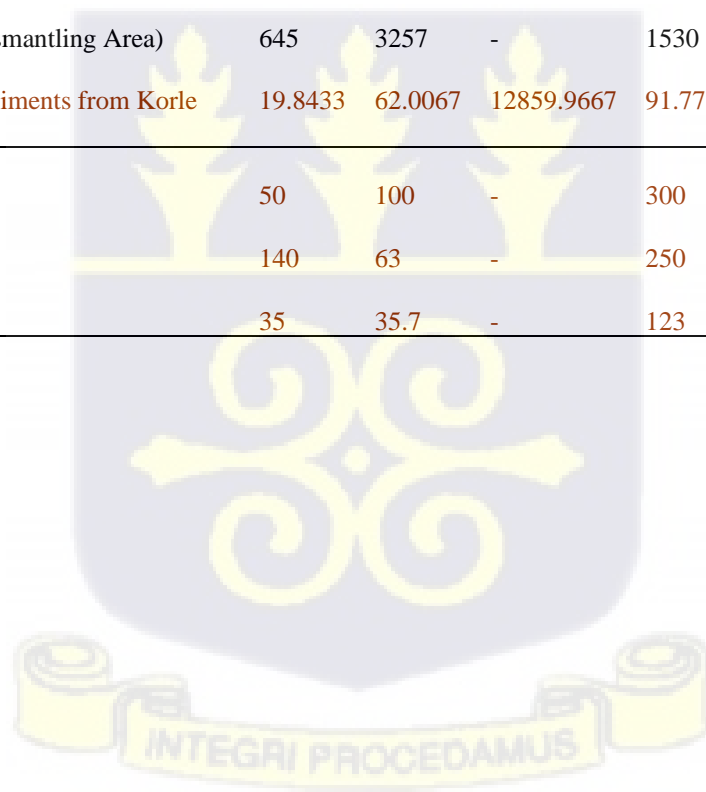 smantling Area) 645 3257 - 1530
iments from Korle 19.8433 62.0067 12859.9667 91.77
50 100 - 300
140 63 - 250
35 35.7 - 123
INTEGRI PROCEDAMUS